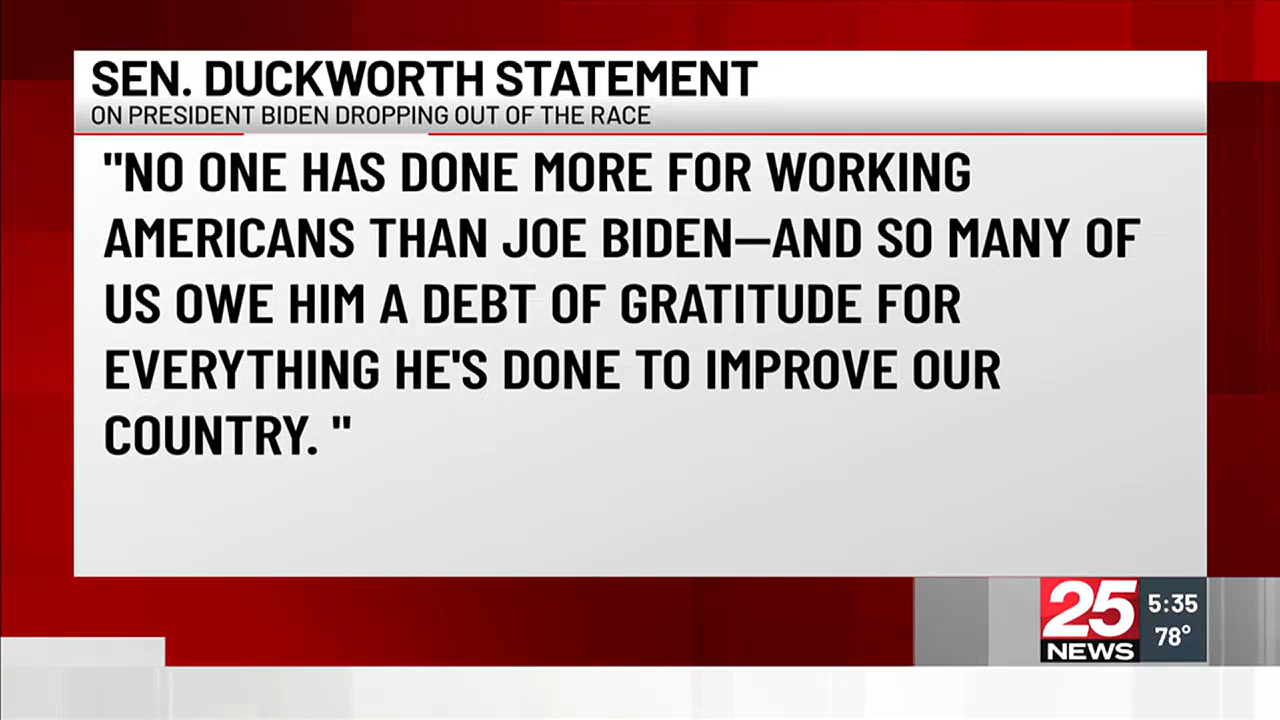 SEN. DUCKWORTH STATEMENT
ON PRESIDENT BIDEN DROPPING OUT OF THE RACE
"NO ONE HAS DONE MORE FOR WORKING
AMERICANS THAN JOE BIDEN—AND SO MANY OF
US OWE HIM A DEBT OF GRATITUDE FOR
EVERYTHING HE'S DONE TO IMPROVE OUR
COUNTRY. "
25
NEWS
5:35
78°